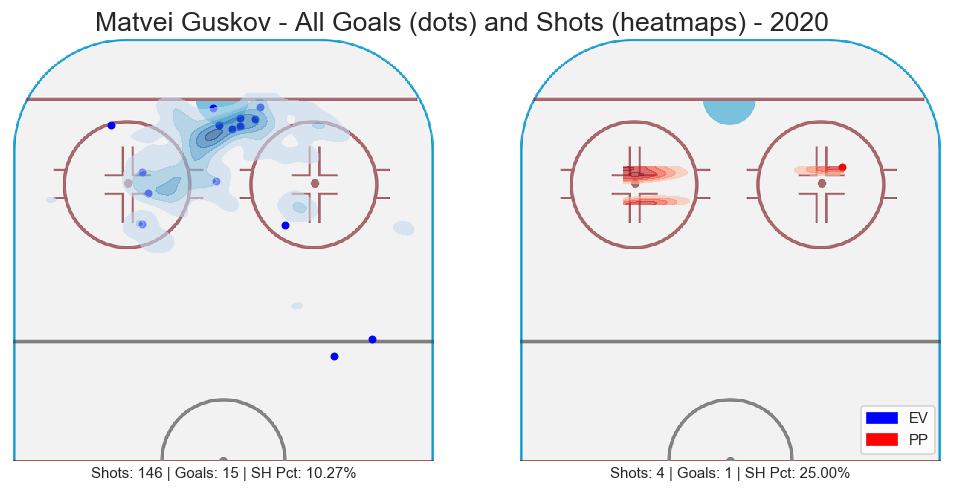 Matvei Guskov - All Goals (dots) and Shots (heatmaps) - 2020
EV
PP
Shots: 146 | Goals: 15 | SH Pct: 10.27%
Shots: 4 | Goals: 1 | SH Pct: 25.00%